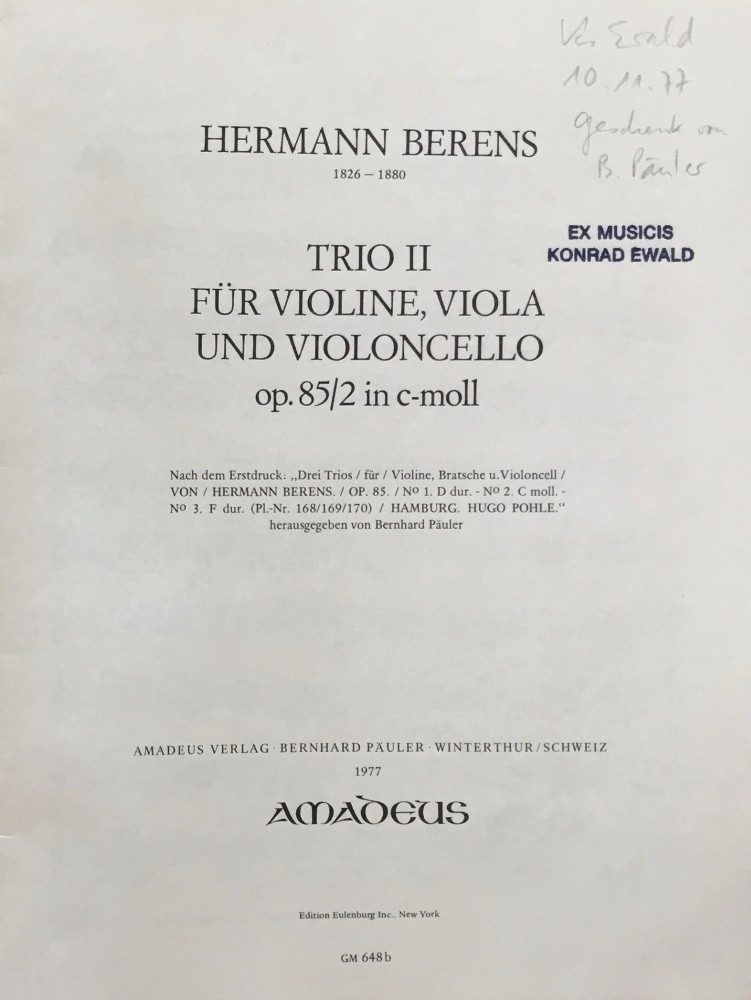 Ewald
10.11.77
Geschenk von
B. Päuler
HERMANN BERENS
1826 – 1880
EX MUSICIS
KONRAD EWALD
TRIO II
FÜR VIOLINE, VIOLA
UND VIOLONCELLO
op. 85/2 in c-moll
Nach dem Erstdruck: „Drei Trios / für / Violine, Bratsche u. Violoncell /
VON / HERMANN BERENS. / OP. 85. / Nº 1. D dur. - Nº 2. C moll. -
Nº 3. F dur. (Pl.-Nr. 168/169/170) / HAMBURG. HUGO POHLE.“
herausgegeben von Bernhard Päuler
AMADEUS VERLAG · BERNHARD PÄULER · WINTERTHUR/SCHWEIZ
1977
AMADEUS
Edition Eulenburg Inc., New York
GM 648b